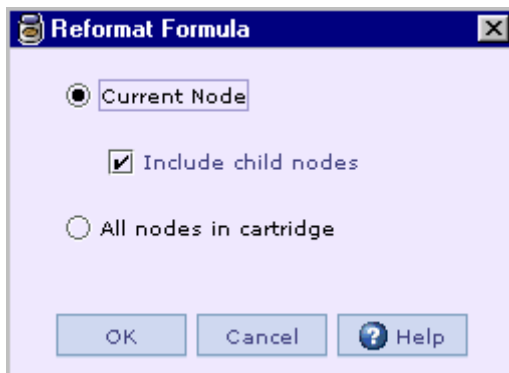 Reformat Formula
Current Node
Include child nodes
All nodes in cartridge
OK Cancel Help